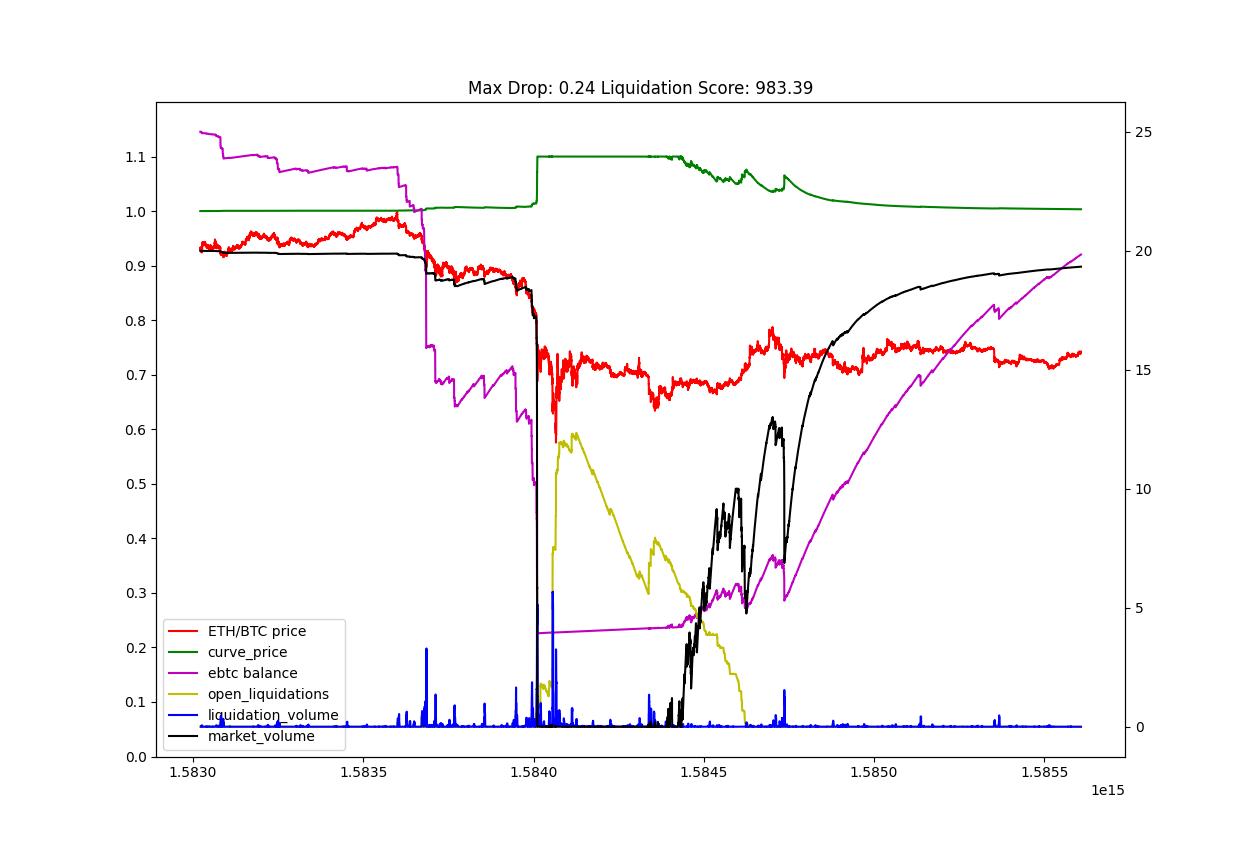 Max Drop: 0.24 Liquidation Score: 983.39
1.1
1.0
0.9
0.8
0.7
0.6
0.5
0.4
0.3
0.2
0.1
0.0
25
20
15
10
5
0
ETH/BTC price
curve_price
ebtc balance
open_liquidations
liquidation_volume
market_volume
1.5830 1.5835 1.5840 1.5845 1.5850 1.5855
1e15